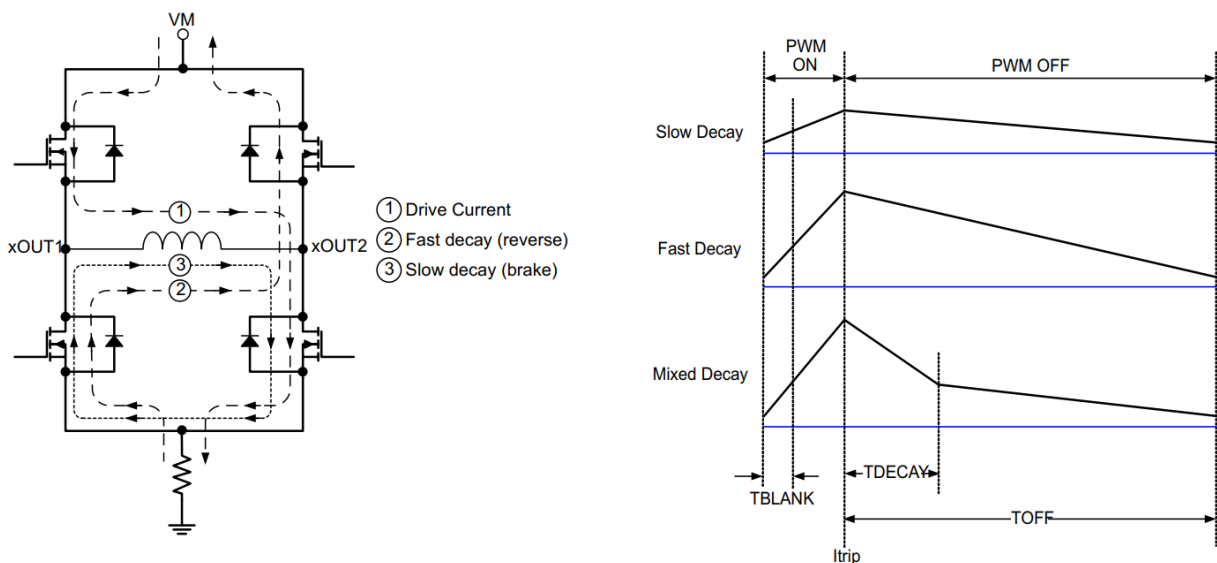 VM
xOUT1
xOUT2
1
3
2
1 Drive Current
2 Fast decay (reverse)
3 Slow decay (brake)
PWM
ON
PWM OFF
Slow Decay
Fast Decay
Mixed Decay
TDECAY
TBLANK
TOFF
Itrip